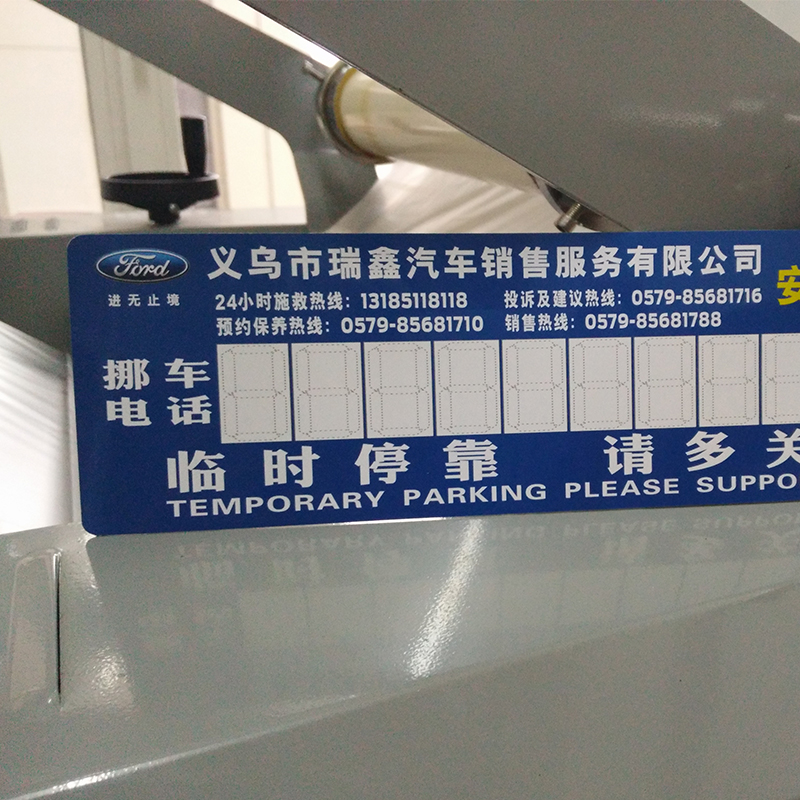 Ford
进无止境
义乌市瑞鑫汽车销售服务有限公司
24小时施救热线：13185118118 投诉及建议热线：0579-85681716
预约保养热线：0579-85681710 销售热线：0579-85681788
安
挪车
电话
临时停靠 请多关
TEMPORARY PARKING PLEASE SUPPO